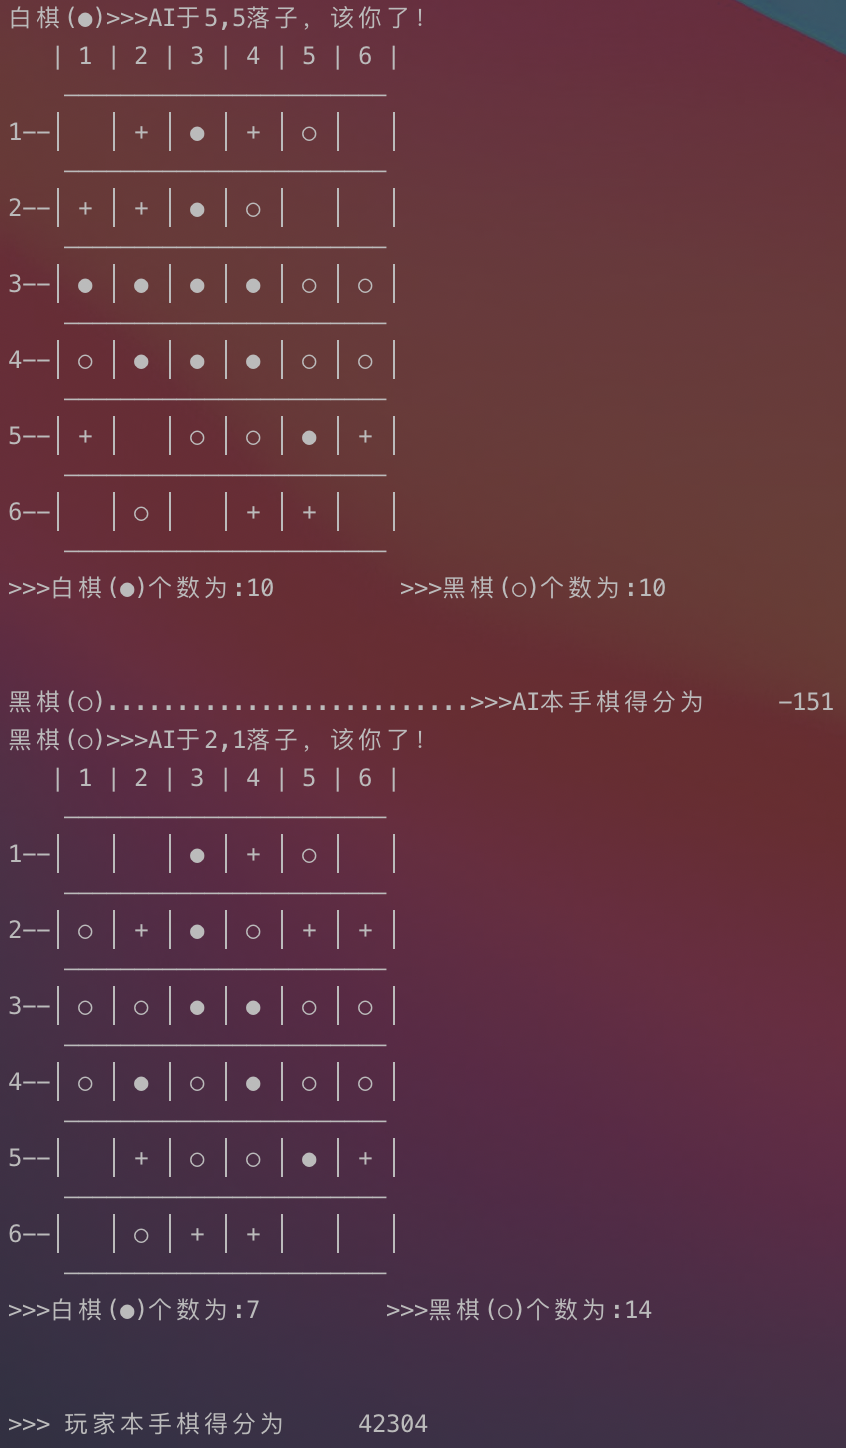 白棋(●)>>>AI于5,5落子, 该你了!
| 1 | 2 | 3 | 4 | 5 | 6 |
1--| | + | ● | + | ○ | |
2--| + | + | ● | ○ | | |
3--| ● | ● | ● | ● | ○ | ○ |
4--| ○ | ● | ● | ● | ○ | ○ |
5--| + | | ○ | ○ | ● | + |
6--| | ○ | | + | + | |
>>>白棋(●)个数为:10 >>>黑棋(○)个数为:10
黑棋(○)..........................>>>AI本手棋得分为 -151
黑棋(○)>>>AI于2,1落子, 该你了!
| 1 | 2 | 3 | 4 | 5 | 6 |
1--| | | ● | + | ○ | |
2--| ○ | + | ● | ○ | + | + |
3--| ○ | ○ | ● | ● | ○ | ○ |
4--| ○ | ● | ○ | ● | ○ | ○ |
5--| | + | ○ | ○ | ● | + |
6--| | ○ | + | + | | |
>>>白棋(●)个数为:7 >>>黑棋(○)个数为:14
>>> 玩家本手棋得分为 42304